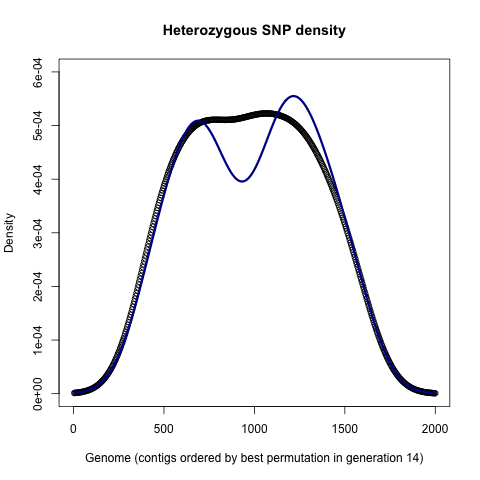 Heterozygous SNP density
Density
6e-04
5e-04
4e-04
3e-04
2e-04
1e-04
0e+00
0 500 1000 1500 2000
Genome (contigs ordered by best permutation in generation 14)